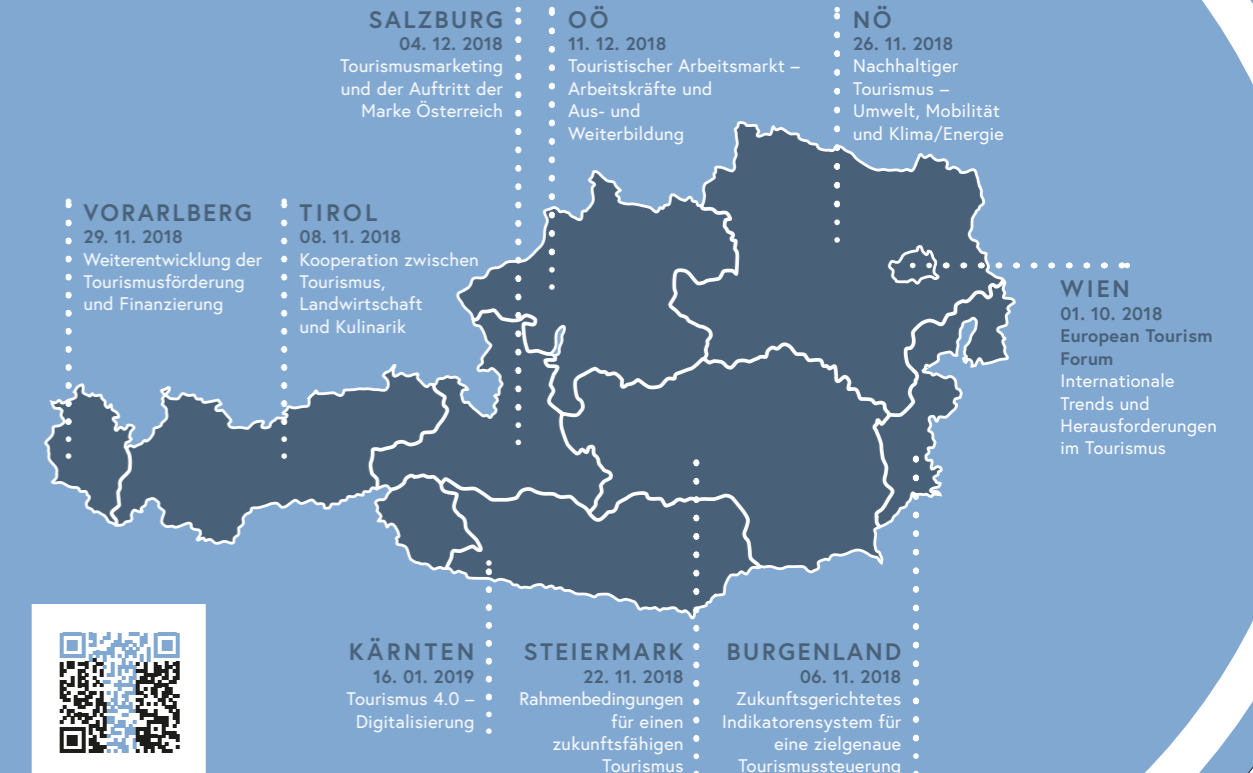 SALZBURG
04. 12. 2018
Tourismusmarketing
und der Auftritt der
Marke Österreich
OÖ
11. 12. 2018
Touristischer Arbeitsmarkt –
Arbeitskräfte und
Aus- und
Weiterbildung
NÖ
26. 11. 2018
Nachhaltiger
Tourismus –
Umwelt, Mobilität
und Klima/Energie
VORARLBERG
29. 11. 2018
Weiterentwicklung der
Tourismusförderung
und Finanzierung
TIROL
08. 11. 2018
Kooperation zwischen
Tourismus,
Landwirtschaft
und Kulinarik
WIEN
01. 10. 2018
European Tourism
Forum
Internationale
Trends und
Herausforderungen
im Tourismus
KÄRNTEN
16. 01. 2019
Tourismus 4.0 –
Digitalisierung
STEIERMARK
22. 11. 2018
Rahmenbedingungen
für einen
zukunftsfähigen
Tourismus
BURGENLAND
06. 11. 2018
Zukunftsgerichtetes
Indikatorensystem für
eine zielgenaue
Tourismussteuerung